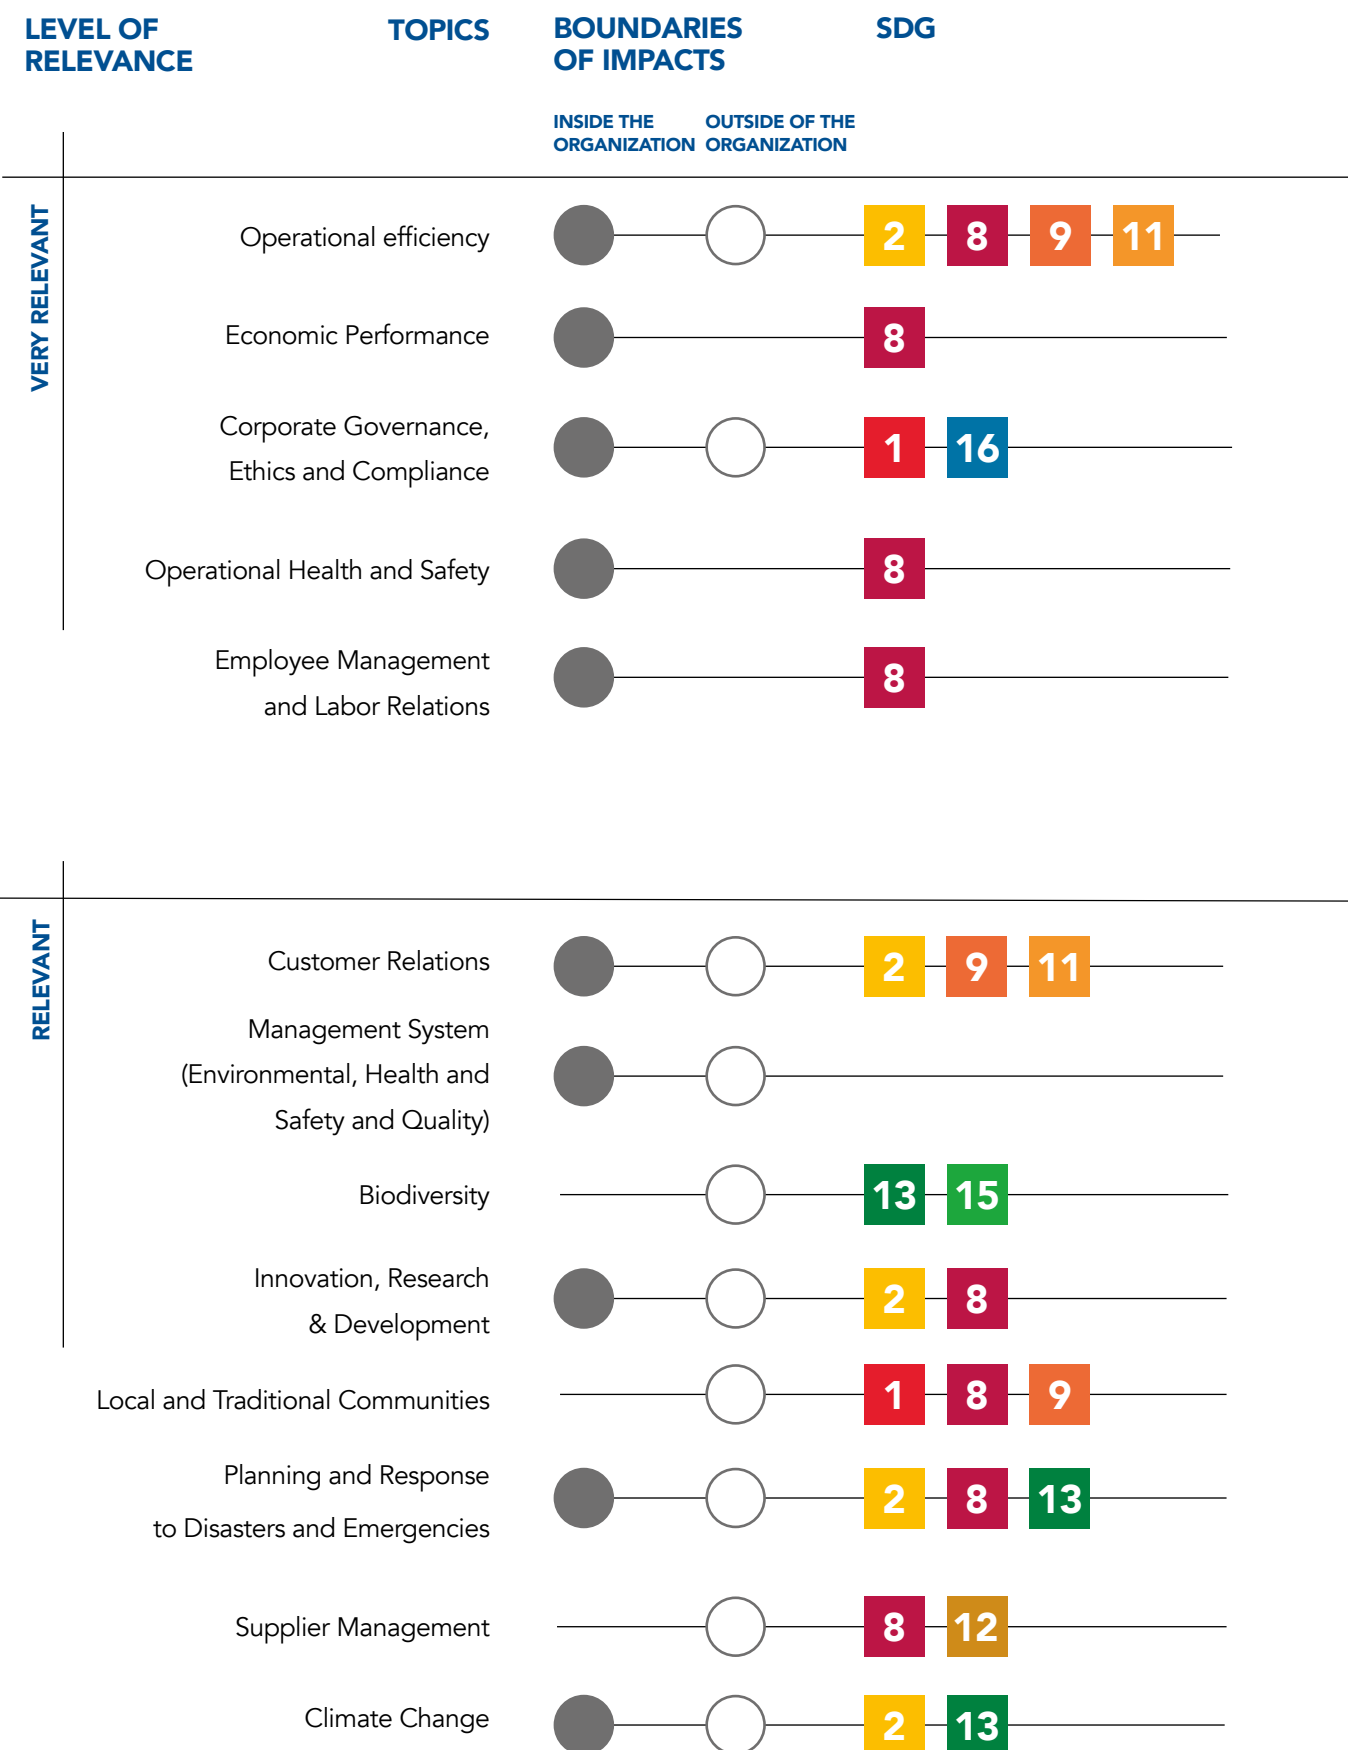 LEVEL OF
RELEVANCE
TOPICS
BOUNDARIES
OF IMPACTS
SDG
INSIDE THE
ORGANIZATION
OUTSIDE OF THE
ORGANIZATION
VERY RELEVANT
Operational efficiency
2 8 9 11
Economic Performance
8
Corporate Governance,
Ethics and Compliance
1 16
Operational Health and Safety
8
Employee Management
and Labor Relations
8
RELEVANT
Customer Relations
2 9 11
Management System
(Environmental, Health and
Safety and Quality)
Biodiversity
13 15
Innovation, Research
& Development
2 8
Local and Traditional Communities
1 8 9
Planning and Response
to Disasters and Emergencies
2 8 13
Supplier Management
8 12
Climate Change
2 13